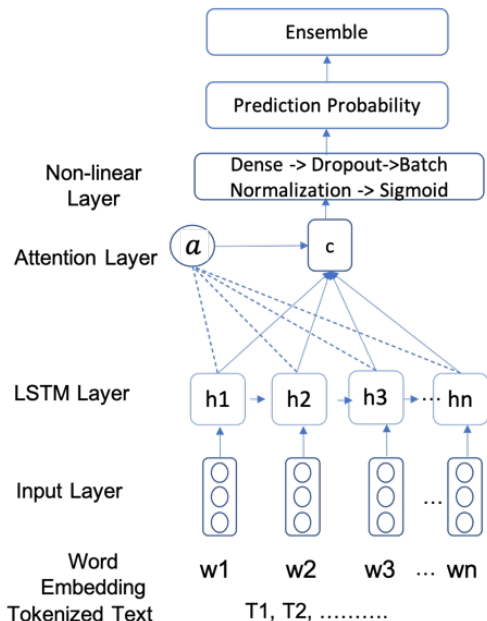 Ensemble
Prediction Probability
Non-linear
Layer
Dense -> Dropout->Batch
Normalization -> Sigmoid
Attention Layer
a
c
LSTM Layer
h1
h2
h3
...
hn
Input Layer
...
Word
Embedding
w1
w2
w3
...
wn
Tokenized Text
T1, T2, ..........